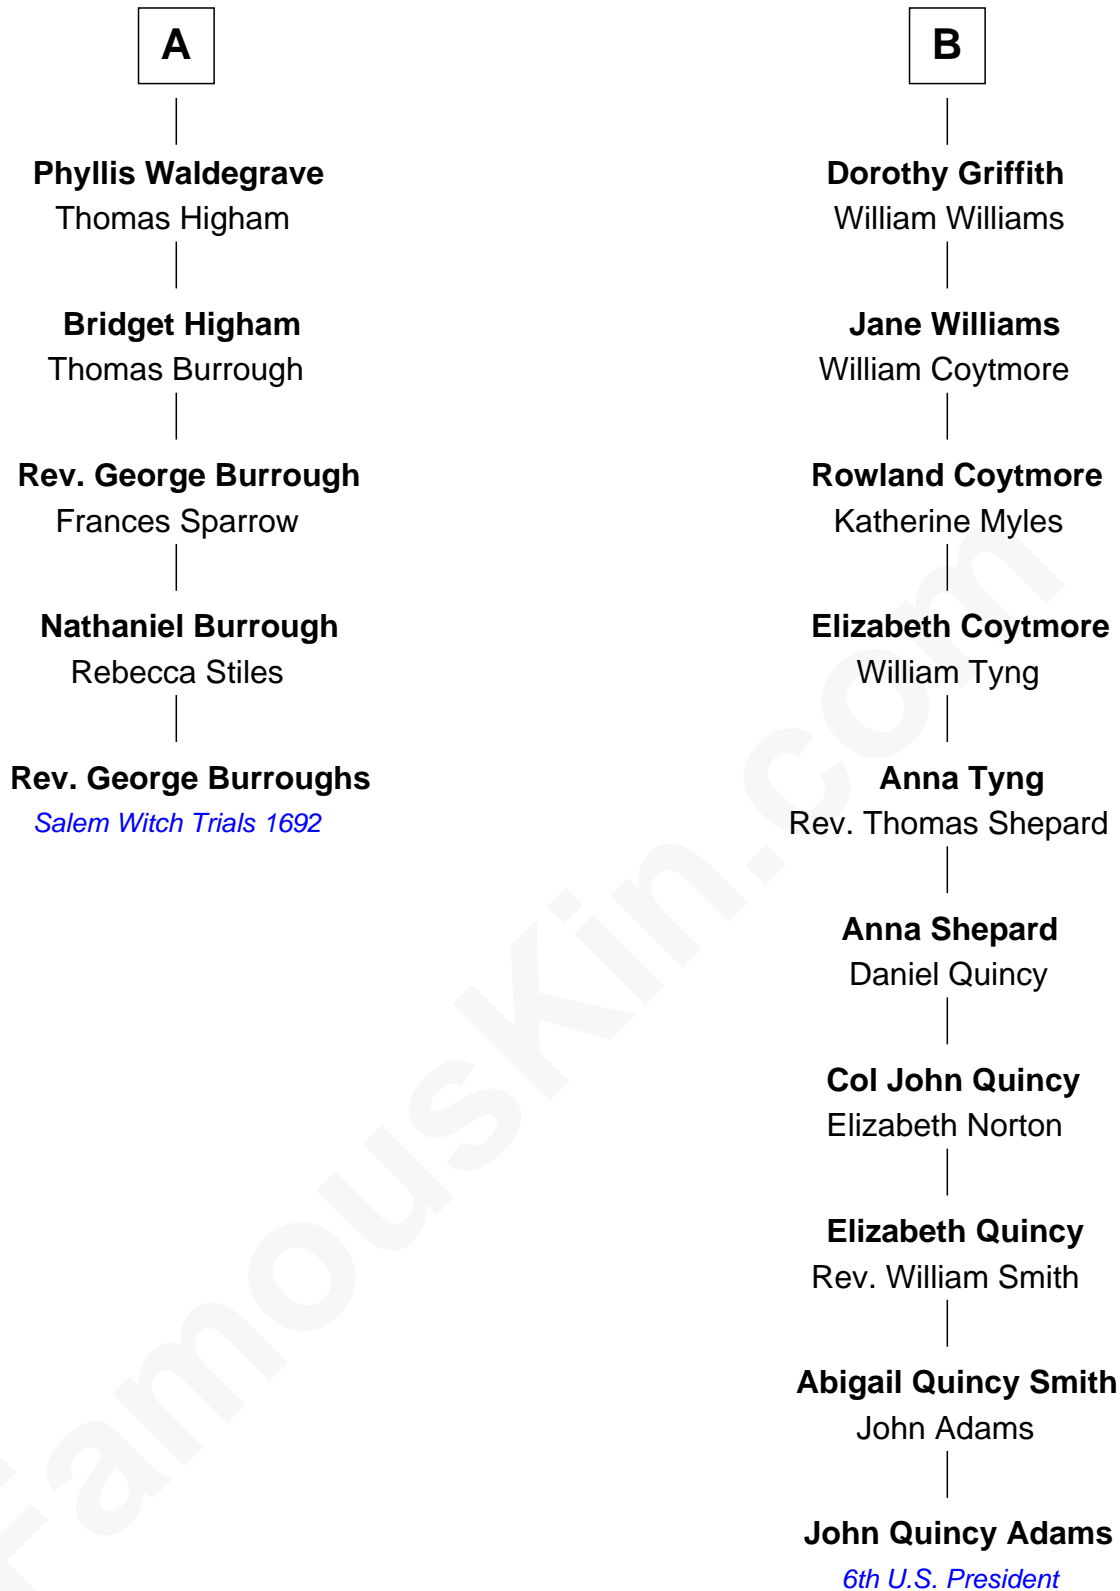 A
Phyllis Waldegrave
Thomas Higham
Bridget Higham
Thomas Burrough
Rev. George Burrough
Frances Sparrow
Nathaniel Burrough
Rebecca Stiles
Rev. George Burroughs
Salem Witch Trials 1692
B
Dorothy Griffith
William Williams
Jane Williams
William Coytmore
Rowland Coytmore
Katherine Myles
Elizabeth Coytmore
William Tyng
Anna Tyng
Rev. Thomas Shepard
Anna Shepard
Daniel Quincy
Col John Quincy
Elizabeth Norton
Elizabeth Quincy
Rev. William Smith
Abigail Quincy Smith
John Adams
John Quincy Adams
6th U.S. President
FamousKin.com